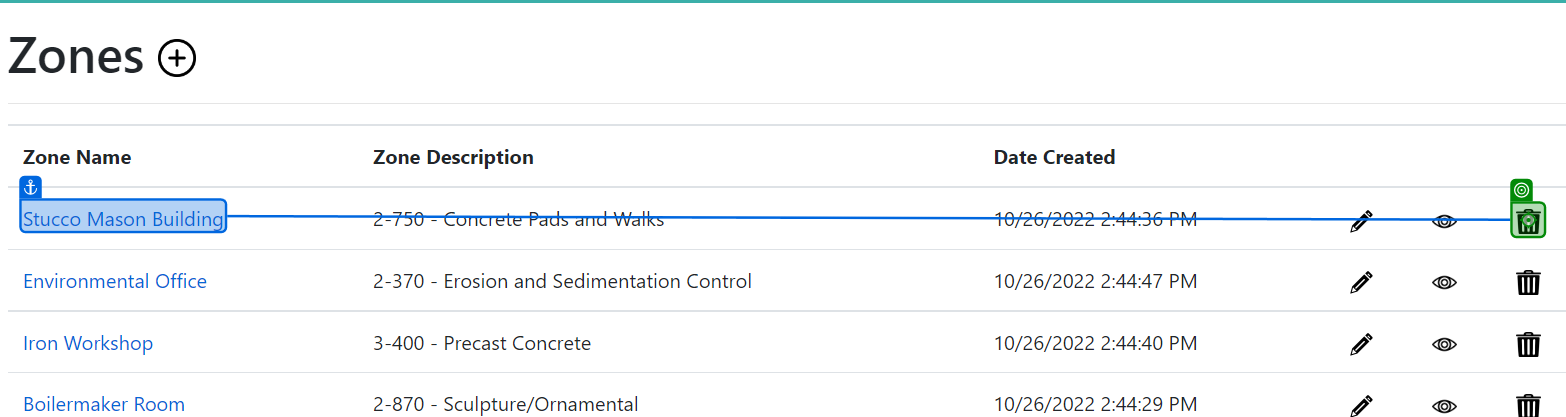 Zones
Zone Name Zone Description Date Created
Stucco Mason Building 2-750 - Concrete Pads and Walks 10/26/2022 2:44:36 PM
Environmental Office 2-370 - Erosion and Sedimentation Control 10/26/2022 2:44:47 PM
Iron Workshop 3-400 - Precast Concrete 10/26/2022 2:44:40 PM
Boilermaker Room 2-870 - Sculpture/Ornamental 10/26/2022 2:44:29 PM